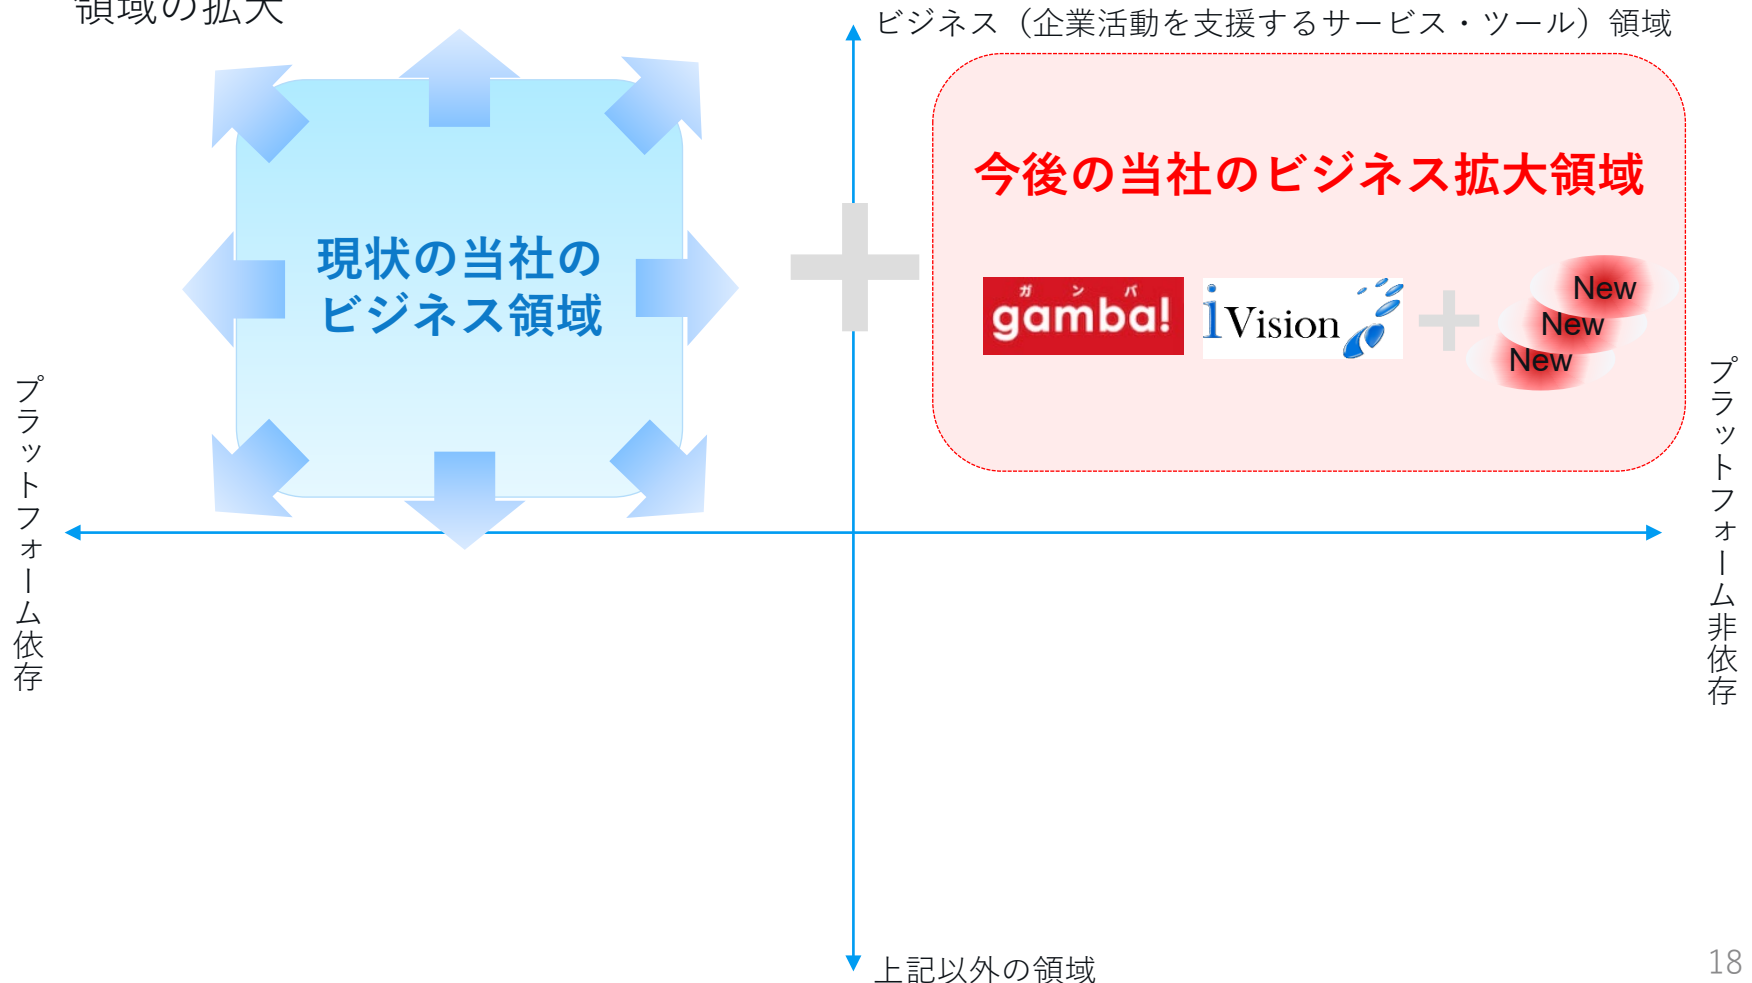 領域の拡大
ビジネス（企業活動を支援するサービス・ツール）領域
今後の当社のビジネス拡大領域
現状の当社の
ビジネス領域
ガンバ
gamba!
iVision
New
New
New
プラットフォーム依存
プラットフォーム非依存
上記以外の領域
18